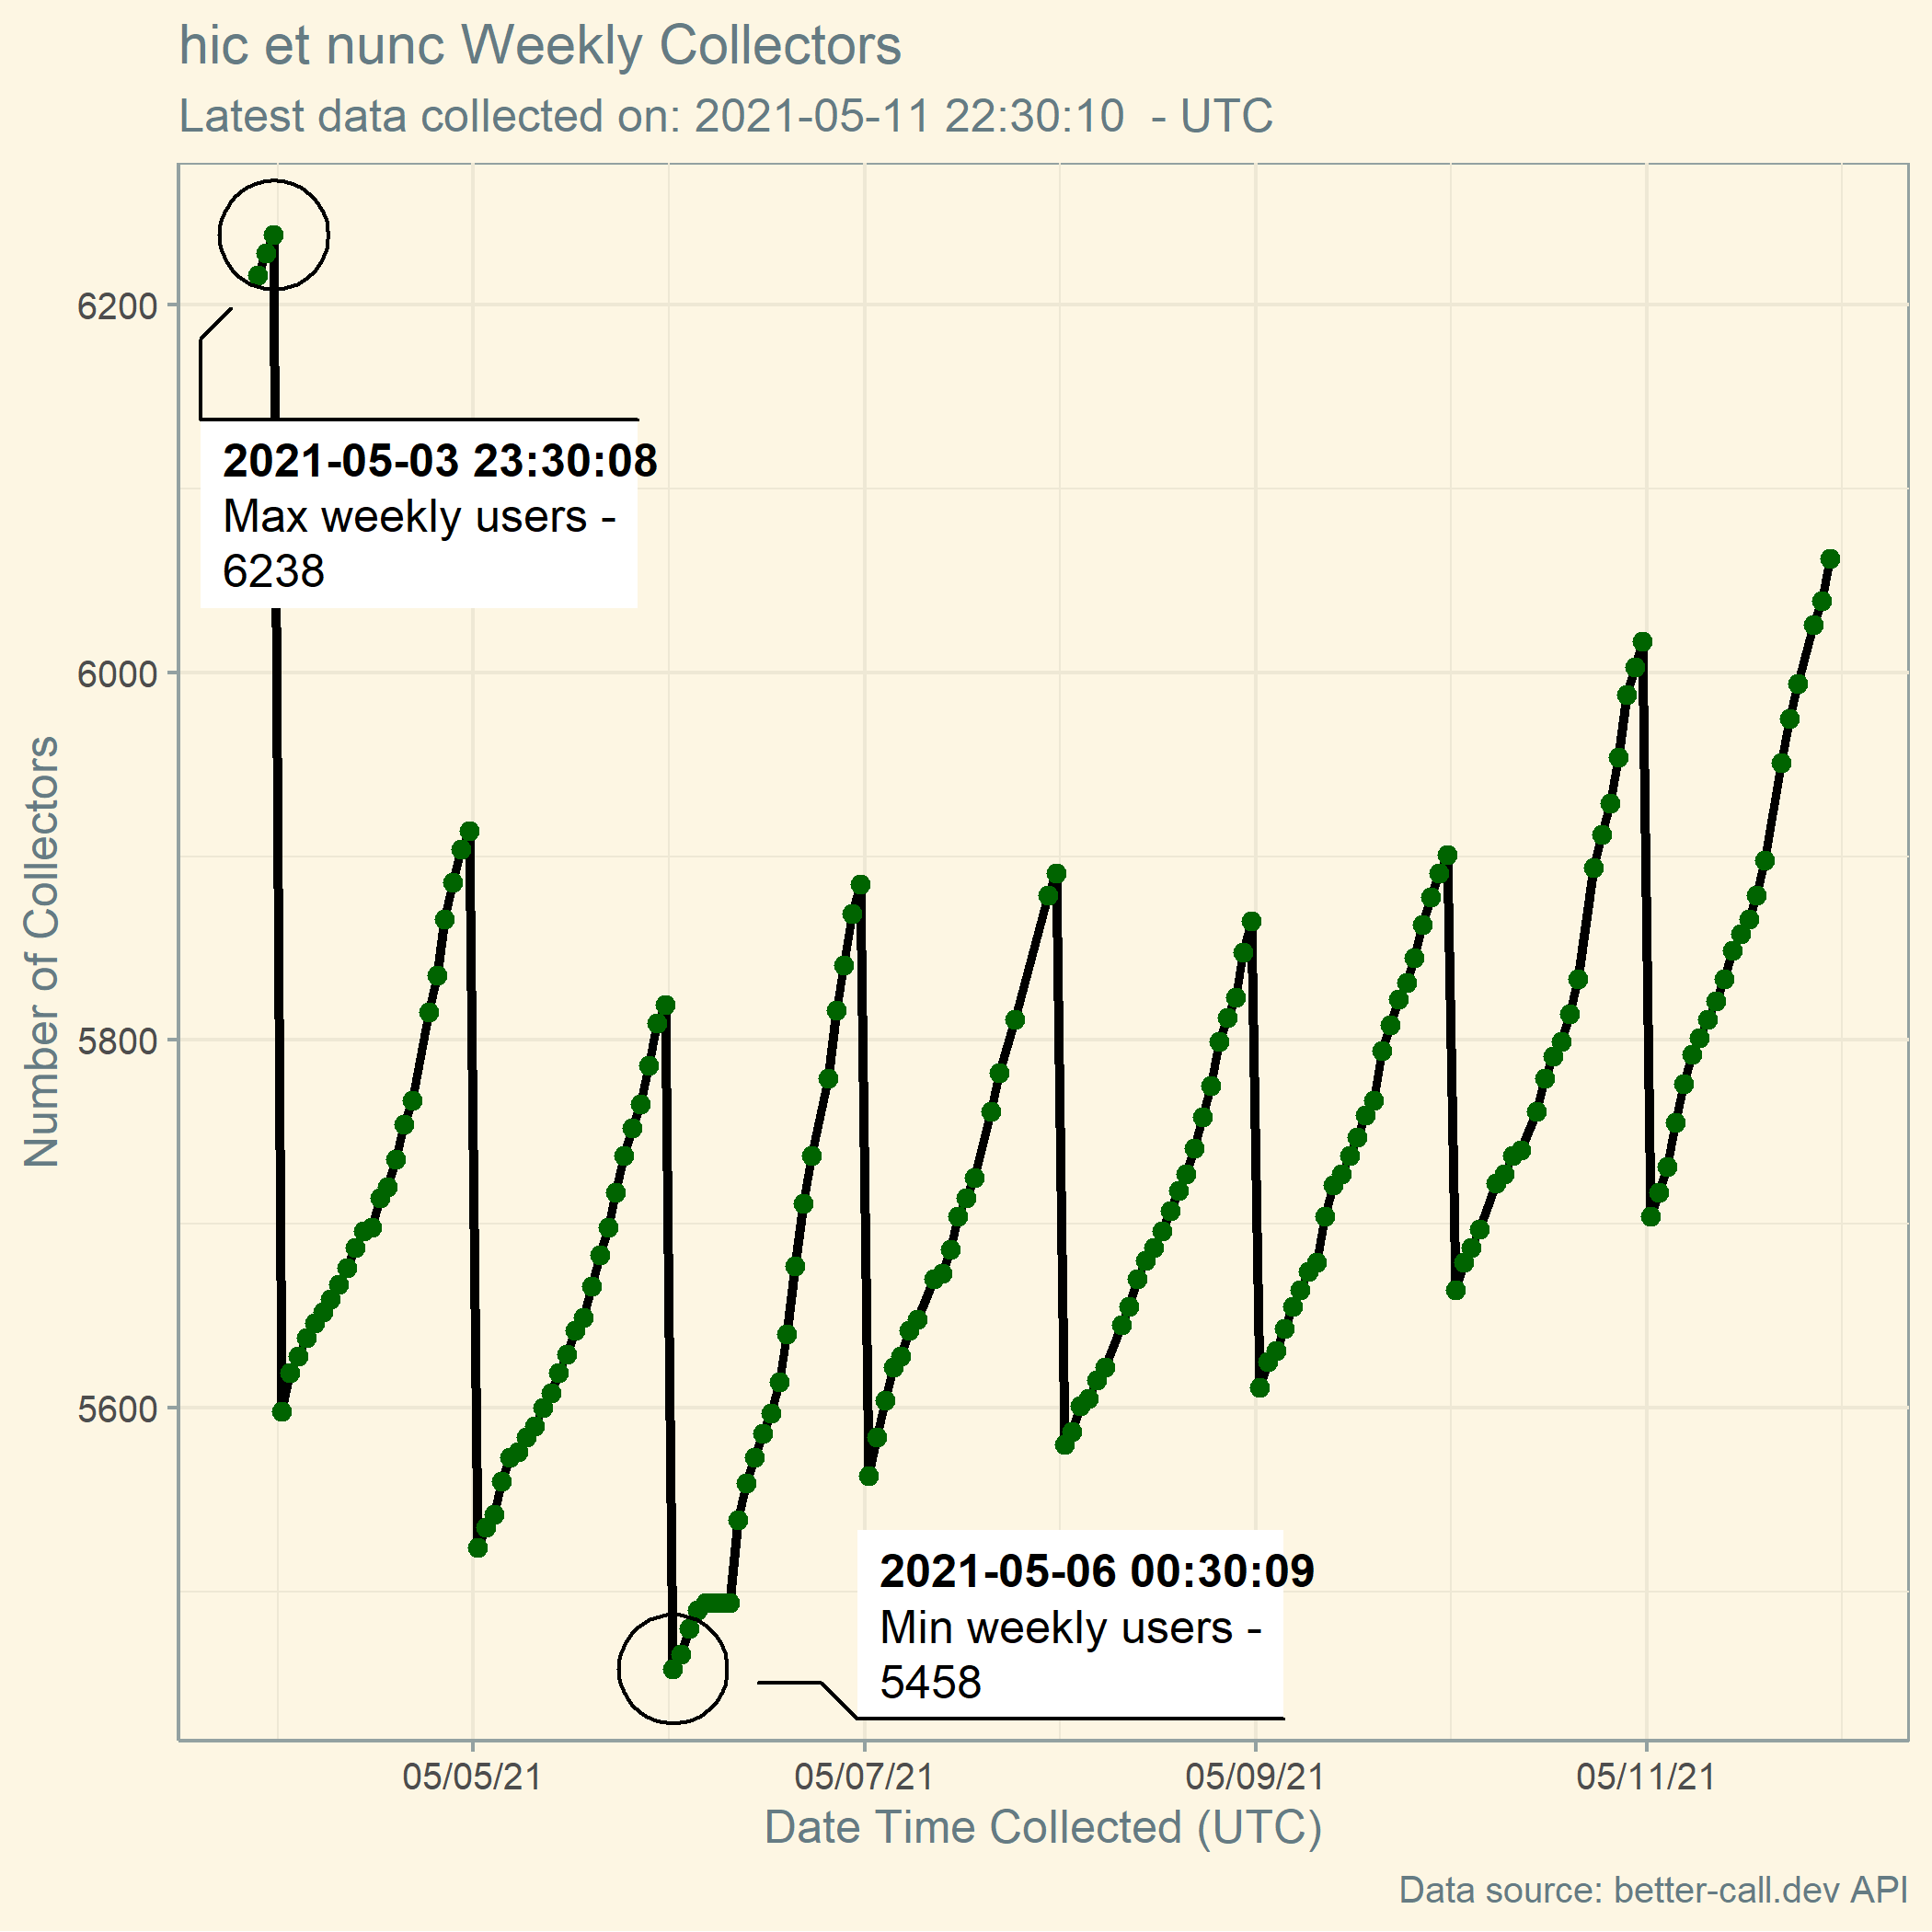 hic et nunc Weekly Collectors
Latest data collected on: 2021-05-11 22:30:10  - UTC
Number of Collectors
6200
6000
5800
5600
2021-05-03 23:30:08
Max weekly users -
6238
2021-05-06 00:30:09
Min weekly users -
5458
05/05/21
05/07/21
05/09/21
05/11/21
Date Time Collected (UTC)
Data source: better-call.dev API